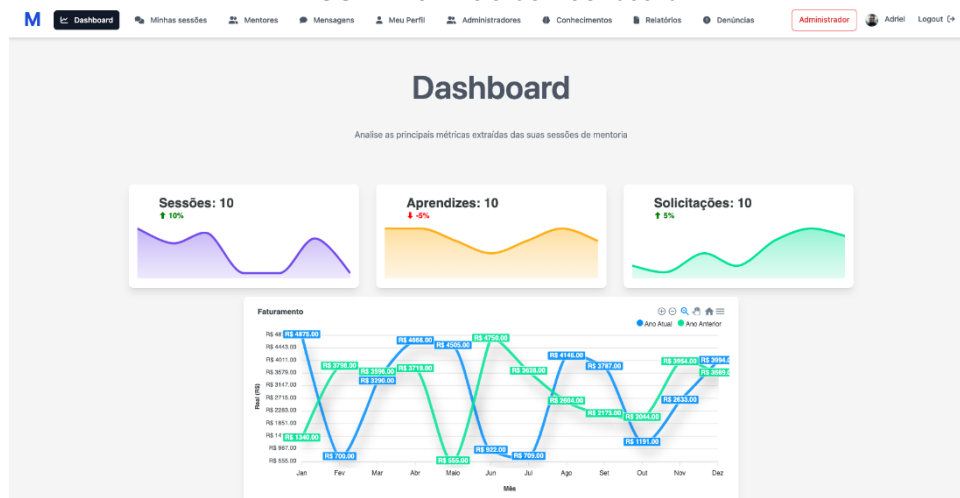 M Dashboard Minhas sessões Mentores Mensagens Meu Perfil Administradores Conhecimentos Relatórios Denúncias Administrador Adriel Logout
Dashboard
Analise as principais métricas extraídas das suas sessões de mentoria
Sessões: 10
10%
Aprendizes: 10
-5%
Solicitações: 10
5%
Faturamento
Ano Atual Ano Anterior
R$ 4875.00
R$ 4750.00
R$ 4666.00
R$ 4505.00
R$ 4443.00
R$ 4146.00
R$ 4011.00
R$ 3798.00
R$ 3787.00
R$ 3954.00
R$ 3994.0
R$ 3579.00
R$ 3596.00
R$ 3719.00
R$ 3628.00
R$ 3569.0
R$ 3290.00
R$ 3147.00
R$ 2715.00
R$ 2604.00
R$ 2633.00
R$ 2283.00
R$ 2173.00
R$ 2044.00
R$ 1851.00
R$ 1340.00
R$ 1191.00
R$ 987.00
R$ 922.00
R$ 700.00
R$ 709.00
R$ 555.00
R$ 555.00
Real (R$)
Jan Fev Mar Abr Maio Jun Jul Ago Set Out Nov Dez
Mês